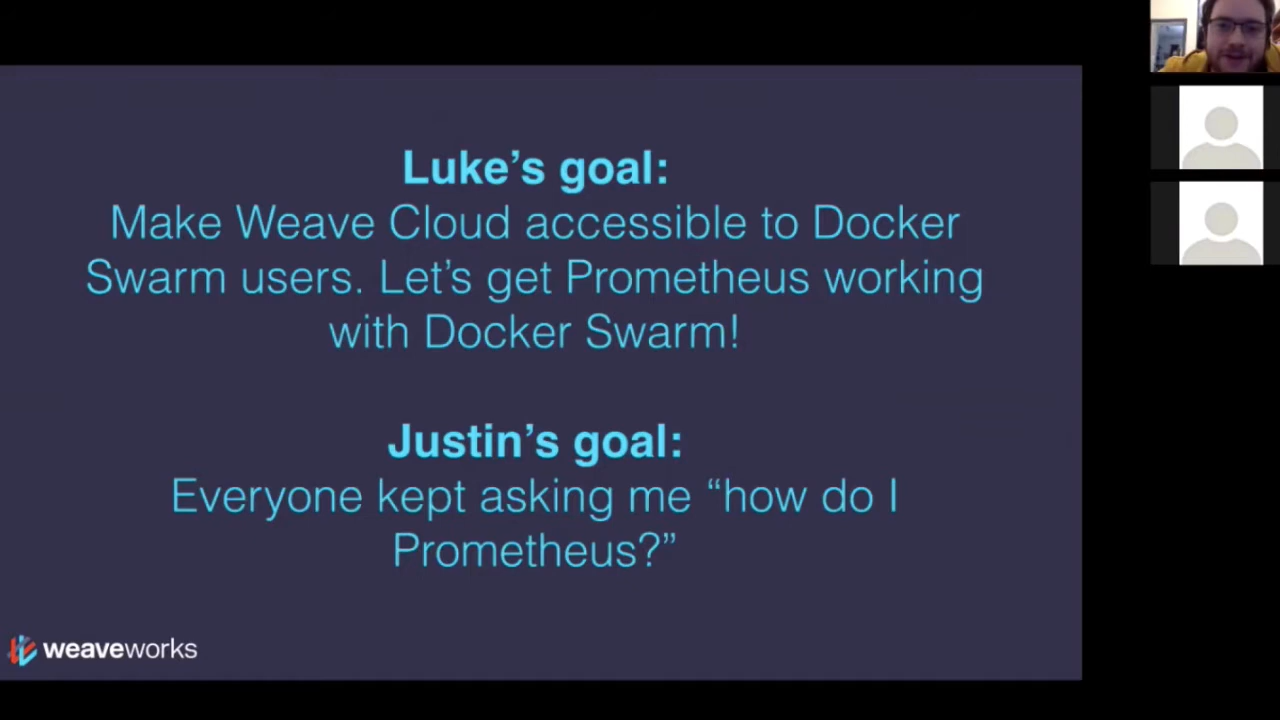 Luke’s goal:
Make Weave Cloud accessible to Docker
Swarm users. Let’s get Prometheus working
with Docker Swarm!
Justin’s goal:
Everyone kept asking me “how do I
Prometheus?”
weaveworks